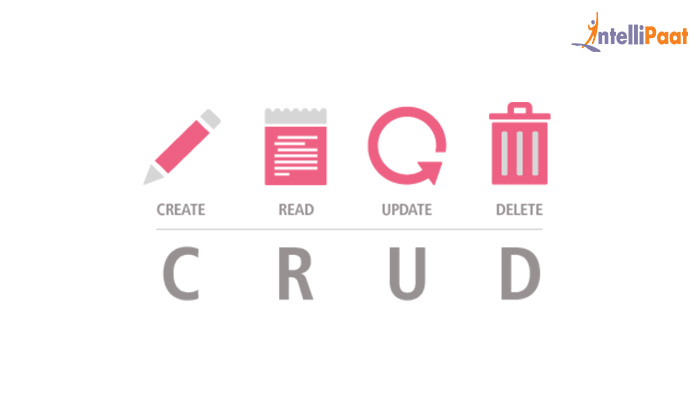 IntelliPaat
CREATE READ UPDATE DELETE
C R U D